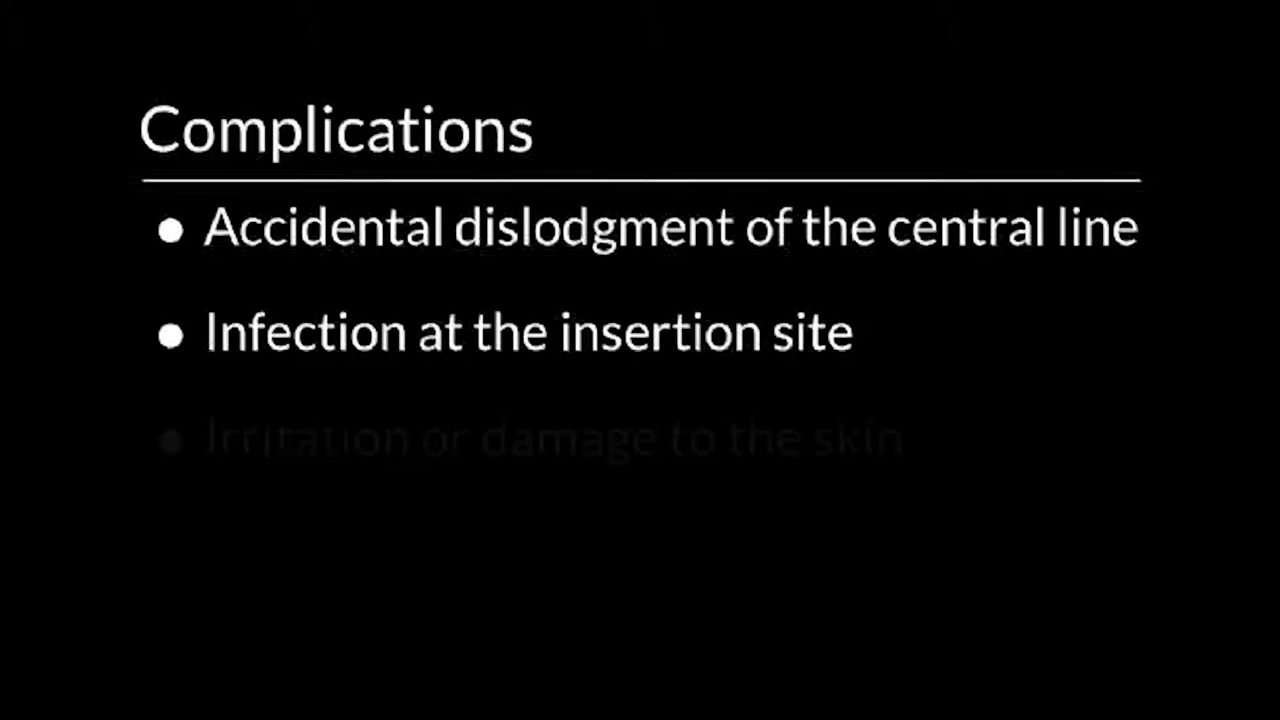 Complications
● Accidental dislodgment of the central line
● Infection at the insertion site
● Irritation or damage to the skin